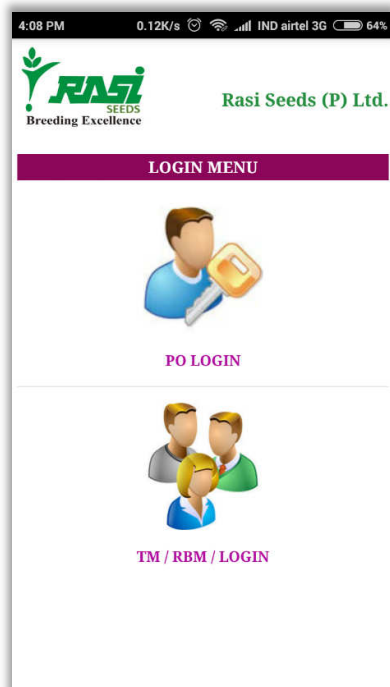 4:08 PM 0.12K/s IND airtel 3G 64%
RASI
SEEDS
Breeding Excellence
Rasi Seeds (P) Ltd.
LOGIN MENU
PO LOGIN
TM / RBM / LOGIN